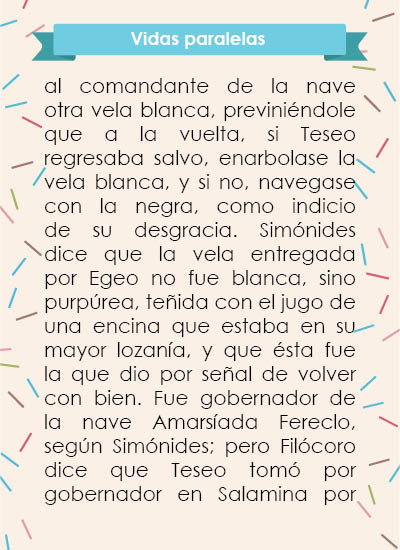 Vidas paralelas
al comandante de la nave
otra vela blanca, previniéndole
que a la vuelta, si Teseo
regresaba salvo, enarbolase la
vela blanca, y si no, navegase
con la negra, como indicio
de su desgracia. Simónides
dice que la vela entregada
por Egeo no fue blanca, sino
purpúrea, teñida con el jugo de
una encina que estaba en su
mayor lozanía, y que ésta fue
la que dio por señal de volver
con bien. Fue gobernador de
la nave Amarsíada Fereclo,
según Simónides; pero Filócoro
dice que Teseo tomó por
gobernador en Salamina por